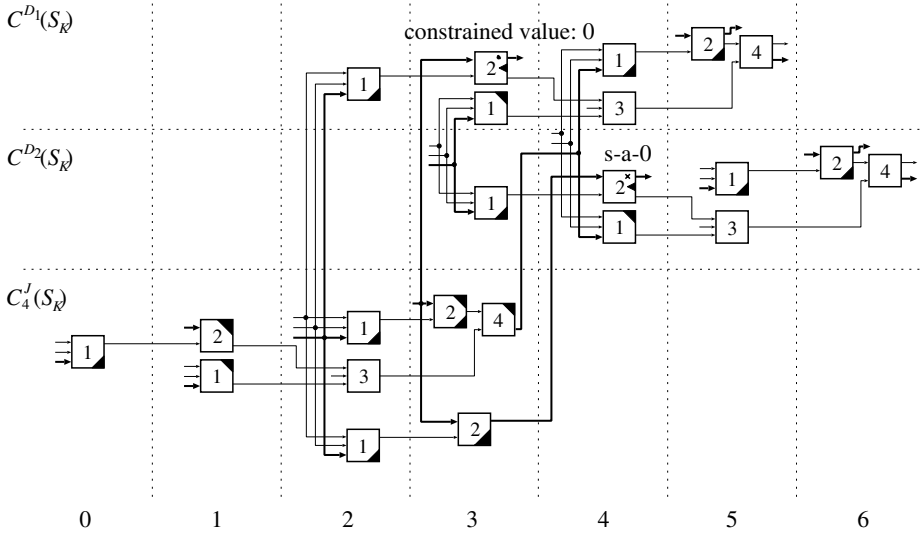 C^{D_1}(S_K)
constrained value: 0
1 2 1 2 4
1 3
C^{D_2}(S_K)
s-a-0
1 2 1 2 4
1 3
C_4^J(S_K)
1 2 1 2 4
1 3
1 2
0 1 2 3 4 5 6